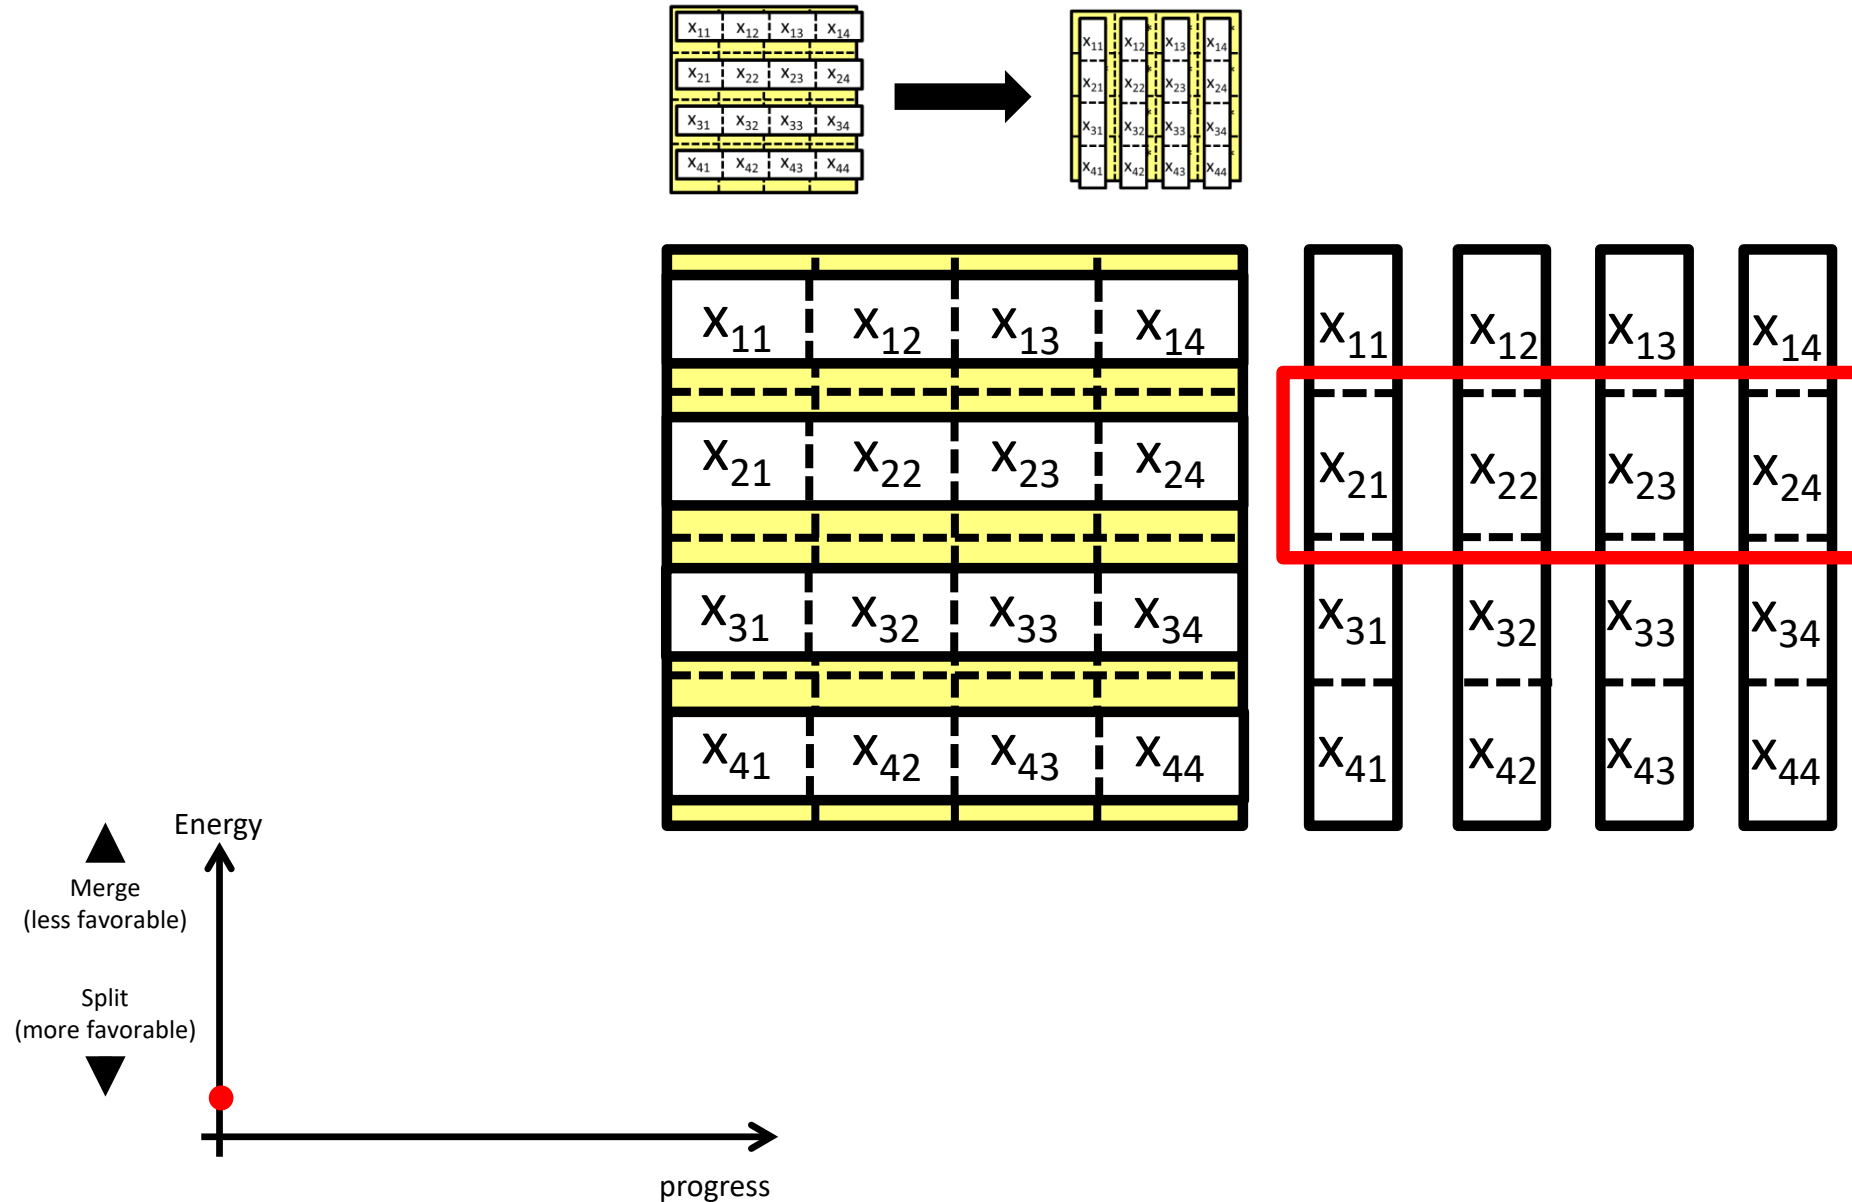 x11 x12 x13 x14
x21 x22 x23 x24
x31 x32 x33 x34
x41 x42 x43 x44
x11 x12 x13 x14
x21 x22 x23 x24
x31 x32 x33 x34
x41 x42 x43 x44
x11 x12 x13 x14
x21 x22 x23 x24
x31 x32 x33 x34
x41 x42 x43 x44
x11 x12 x13 x14
x21 x22 x23 x24
x31 x32 x33 x34
x41 x42 x43 x44
Energy
Merge
(less favorable)
Split
(more favorable)
progress